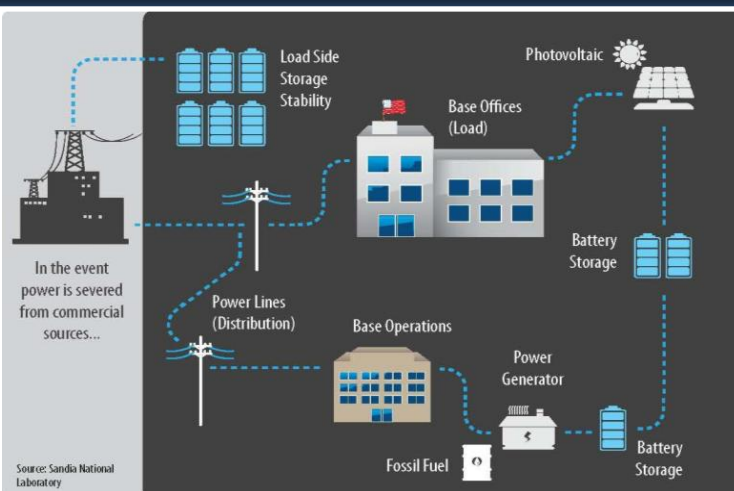 Load Side
Storage
Stability
Photovoltaic
Base Offices
(Load)
In the event
power is severed
from commercial
sources...
Battery
Storage
Power Lines
(Distribution)
Base Operations
Power
Generator
Fossil Fuel
Battery
Storage
Source: Sandia National
Laboratory